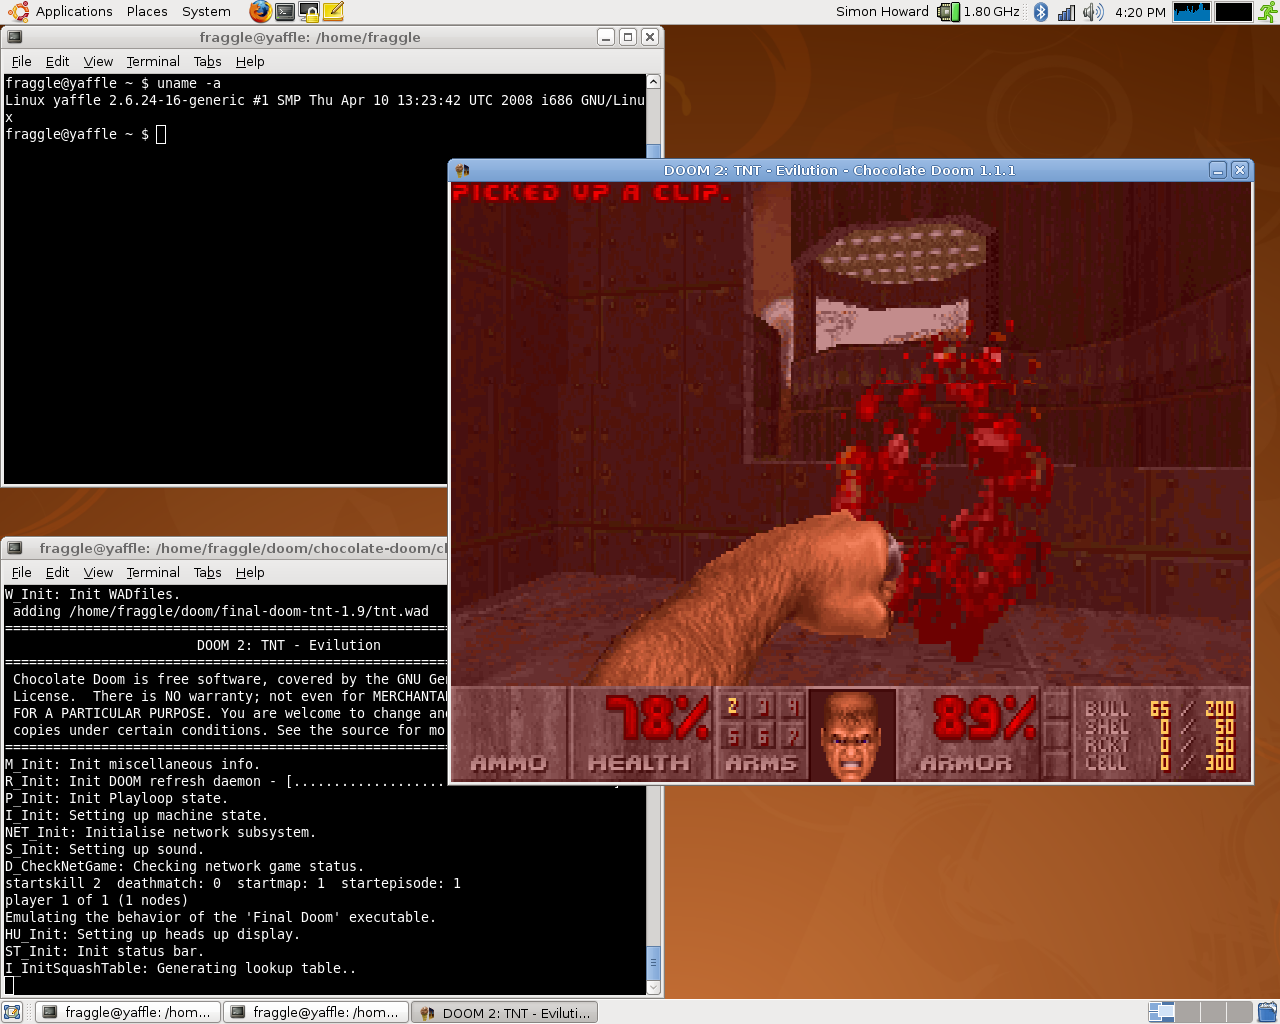 Applications Places System
Simon Howard 1.80 GHz 4:20 PM
fraggle@yaffle: /home/fraggle
File Edit View Terminal Tabs Help
fraggle@yaffle ~ $ uname -a
Linux yaffle 2.6.24-16-generic #1 SMP Thu Apr 10 13:23:42 UTC 2008 i686 GNU/Linu
x
fraggle@yaffle ~ $
DOOM 2: TNT - Evilution - Chocolate Doom 1.1.1
PICKED UP A CLIP.
78% 2 3 4 89% BULL 65 / 200
5 6 7 SHEL 0 / 50
RCKT 0 / 50
AMMO HEALTH ARMS ARMOR CELL 0 / 300
fraggle@yaffle: /home/fraggle/doom/chocolate-doom/cl
File Edit View Terminal Tabs Help
W_Init: Init WADfiles.
adding /home/fraggle/doom/final-doom-tnt-1.9/tnt.wad
===========================================================
DOOM 2: TNT - Evilution
===========================================================
Chocolate Doom is free software, covered by the GNU Ge
License.  There is NO warranty; not even for MERCHANTA
FOR A PARTICULAR PURPOSE. You are welcome to change an
copies under certain conditions. See the source for mo
===========================================================
M_Init: Init miscellaneous info.
R_Init: Init DOOM refresh daemon - [................... ]
P_Init: Init Playloop state.
I_Init: Setting up machine state.
NET_Init: Initialise network subsystem.
S_Init: Setting up sound.
D_CheckNetGame: Checking network game status.
startskill 2  deathmatch: 0  startmap: 1  startepisode: 1
player 1 of 1 (1 nodes)
Emulating the behavior of the 'Final Doom' executable.
HU_Init: Setting up heads up display.
ST_Init: Init status bar.
I_InitSquashTable: Generating lookup table..
fraggle@yaffle: /hom... fraggle@yaffle: /hom... DOOM 2: TNT - Eviluti...